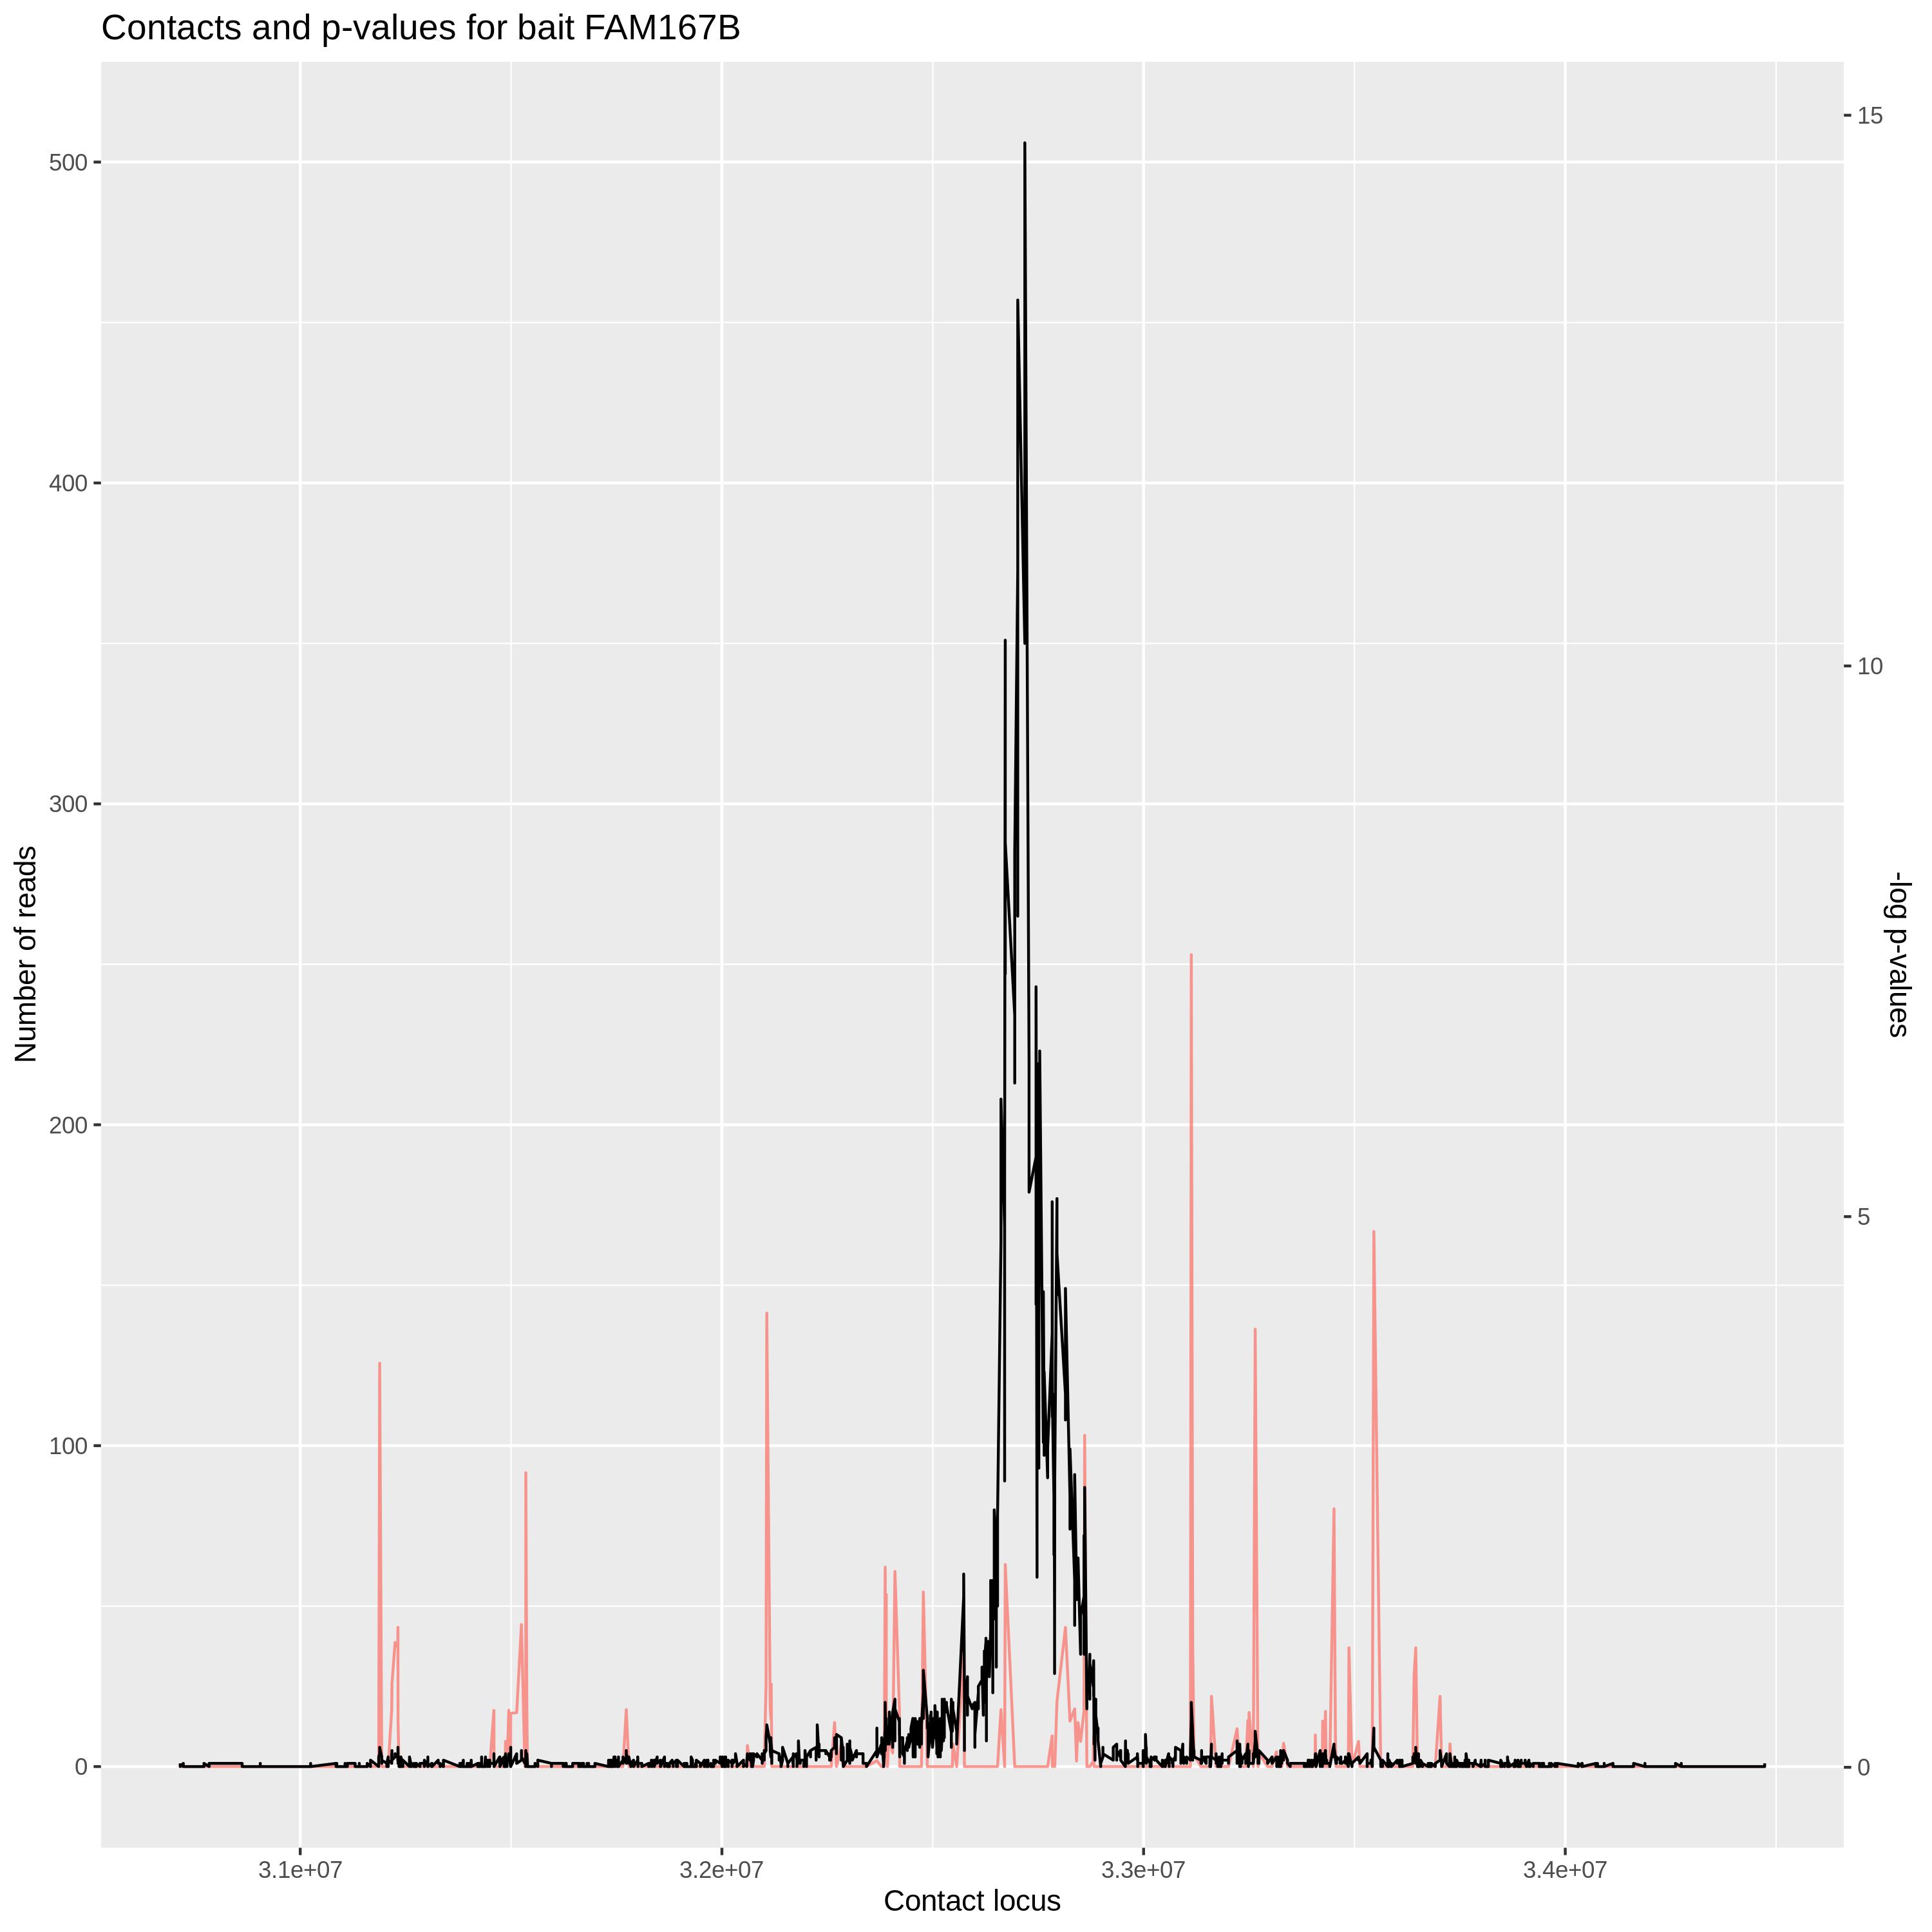 Contacts and p-values for bait FAM167B
Number of reads
500
400
300
200
100
0
15
10
5
0
-log p-values
3.1e+07
3.2e+07
3.3e+07
3.4e+07
Contact locus